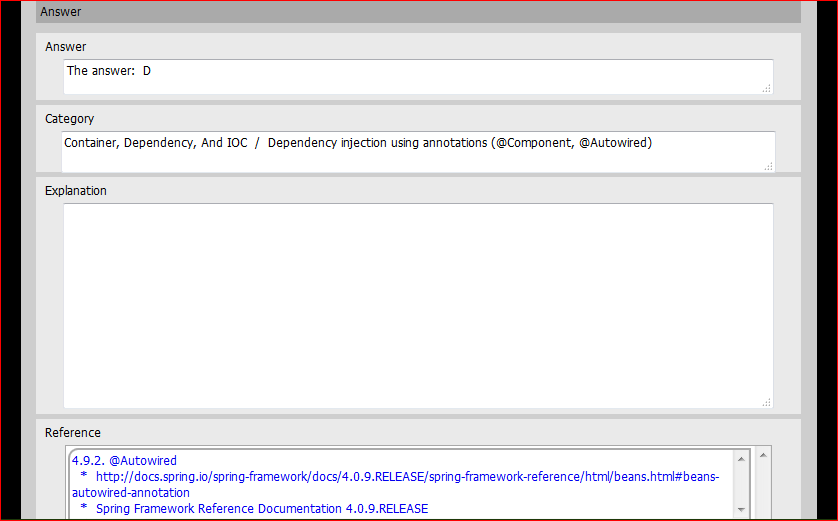 Answer
Answer
The answer:  D
Category
Container, Dependency, And IOC  /  Dependency injection using annotations (@Component, @Autowired)
Explanation
Reference
4.9.2. @Autowired
*  http://docs.spring.io/spring-framework/docs/4.0.9.RELEASE/spring-framework-reference/html/beans.html#beans-
autowired-annotation
*  Spring Framework Reference Documentation 4.0.9.RELEASE